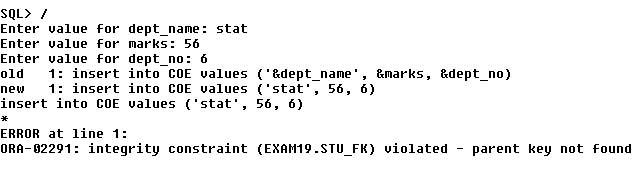 SQL> /
Enter value for dept_name: stat
Enter value for marks: 56
Enter value for dept_no: 6
old   1: insert into COE values ('&dept_name', &marks, &dept_no)
new   1: insert into COE values ('stat', 56, 6)
insert into COE values ('stat', 56, 6)
*
ERROR at line 1:
ORA-02291: integrity constraint (EXAM19.STU_FK) violated - parent key not found